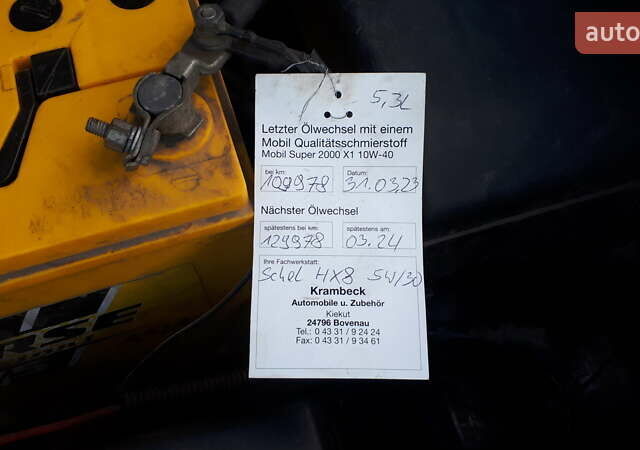 auto
5,3L
Letzter Ölwechsel mit einem
Mobil Qualitätsschmierstoff
Mobil Super 2000 X1 10W-40
bei km: Datum:
109978 31.03.23
Nächster Ölwechsel
spätestens bei km: spätestens am:
129978 03.24
Ihre Fachwerkstatt:
Schel HX8 5W/30
Krambeck
Automobile u. Zubehör
Kiekut
24796 Bovenau
Tel.: 0 43 31 / 9 24 24
Fax: 0 43 31 / 9 34 61